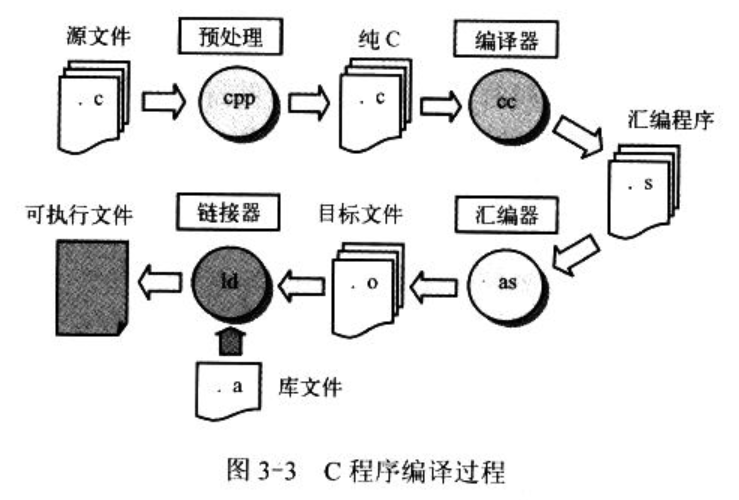 源文件
预处理
纯 C
编译器
. c
cpp
. c
cc
汇编程序
. s
可执行文件
链接器
目标文件
汇编器
ld
. o
as
. a
库文件
图 3-3 C 程序编译过程